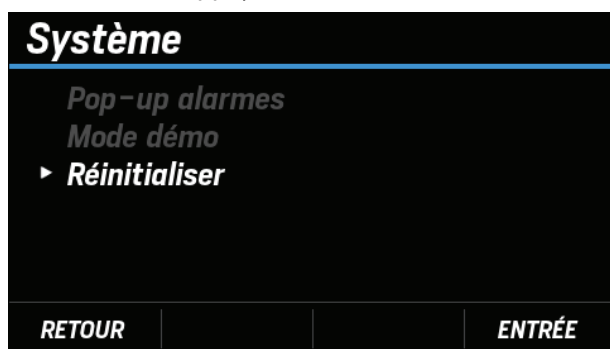 Système
Pop-up alarmes
Mode démo
Réinitialiser
RETOUR
ENTRÉE